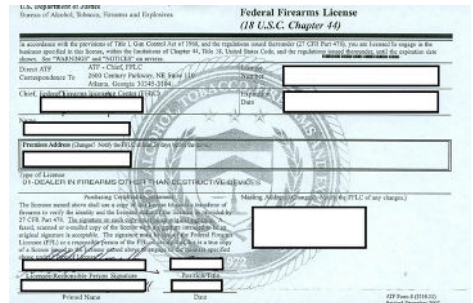 U.S. Department of Justice
Bureau of Alcohol, Tobacco, Firearms and Explosives
Federal Firearms License
(18 U.S.C. Chapter 44)
In accordance with the provisions of Title I, Gun Control Act of 1968, and the regulations issued thereunder (27 CFR Part 478), you are licensed to engage in the
business specified in this license, within the limitations of Chapter 44, Title 18, United States Code, and the regulations issued thereunder, until the expiration date
shown. See "WARNINGS" and "NOTICES" on reverse.
Direct ATF
Correspondence To
ATF - Chief, FFLC
2600 Century Parkway, NE Suite
Atlanta, Georgia 30345-3104
License
Number
Chief, Federal Firearms Licensing Center (FFLC)
Expiration
Date
Name
Premises Address (Changes? Notify the FFLC
Type of License
01-DEALER IN FIREARMS OTHER THAN DESTRUCTIVE DEVICES
Purchasing Certification Statement
The licensee named above shall use a copy of this license to assist a transferor of
firearms to verify the identity and the licensed status of the licensee as provided by
27 CFR Part 478. The signature on each copy must be an original signature. A
faxed, scanned or e-mailed copy of the license with a signature intended to be an
original signature is acceptable. The signature must be that of the Federal Firearms
Licensee (FFL) or a responsible person of the FFL. I certify that this is a true copy
of a license issued to the licensee named above to engage in the business specified
above under "Type of License"
Mailing Address (Changes? Notify the FFLC of any changes.)
Licensee/Responsible Person Signature
Position/Title
Printed Name
Date
ALCOHOL TOBACCO FIREARMS
1972
ATF Form 8 (5310.11)